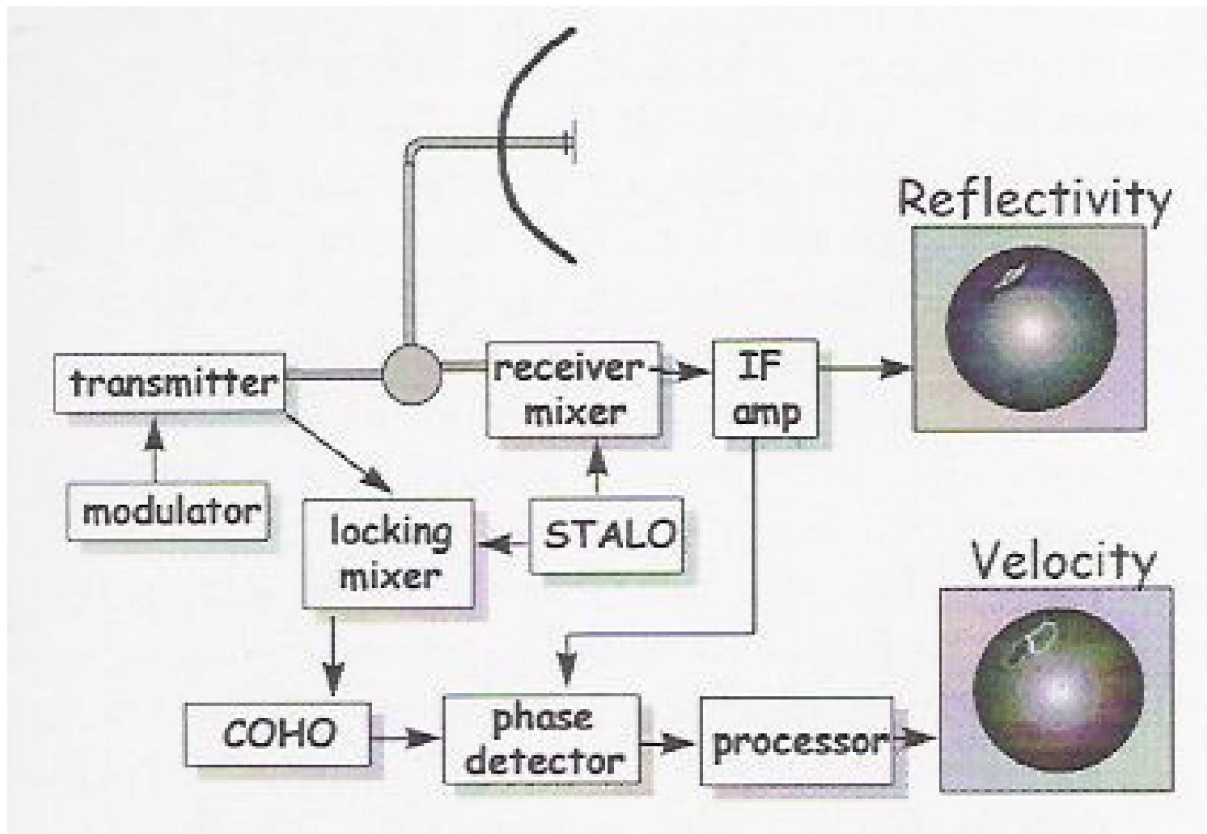 Reflectivity
transmitter
receiver
mixer
IF
amp
modulator
locking
mixer
STALO
Velocity
COHO
phase
detector
processor